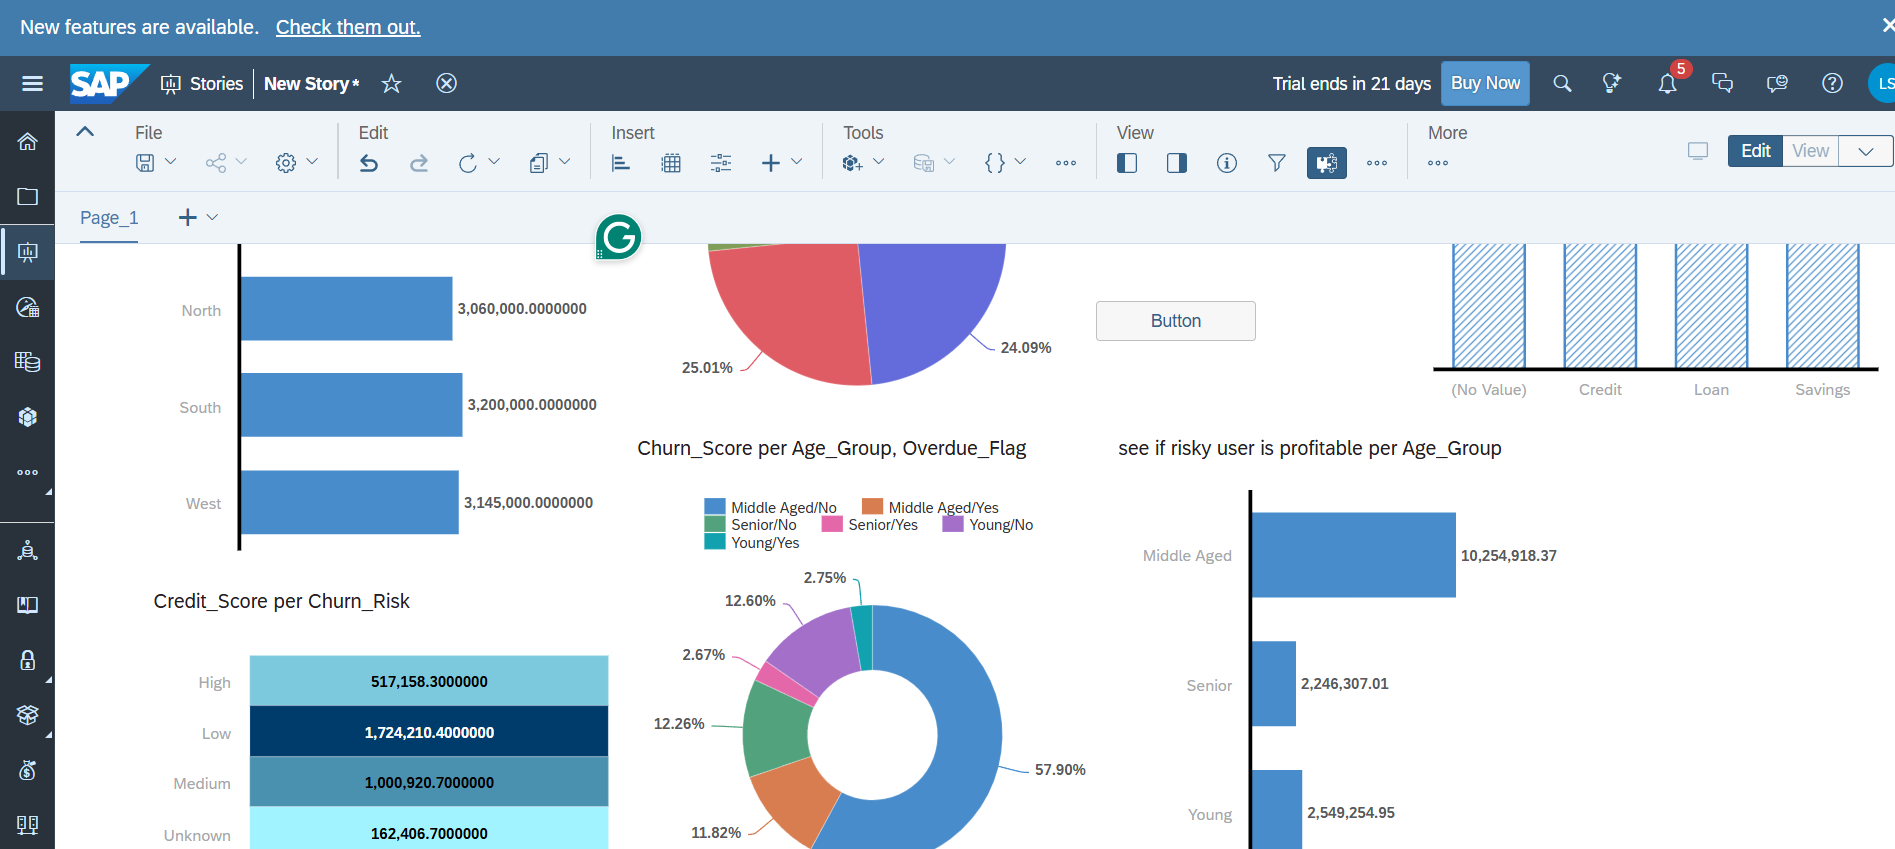 New features are available. Check them out.
SAP Stories New Story* Trial ends in 21 days Buy Now 5 LS
File Edit Insert Tools View More
Edit View
Page_1
North 3,060,000.0000000
South 3,200,000.0000000
West 3,145,000.0000000
25.01%
24.09%
Button
(No Value) Credit Loan Savings
Credit_Score per Churn_Risk
High 517,158.3000000
Low 1,724,210.4000000
Medium 1,000,920.7000000
Unknown 162,406.7000000
Churn_Score per Age_Group, Overdue_Flag
Middle Aged/No Middle Aged/Yes
Senior/No Senior/Yes Young/No
Young/Yes
2.75%
12.60%
2.67%
12.26%
57.90%
11.82%
see if risky user is profitable per Age_Group
Middle Aged 10,254,918.37
Senior 2,246,307.01
Young 2,549,254.95